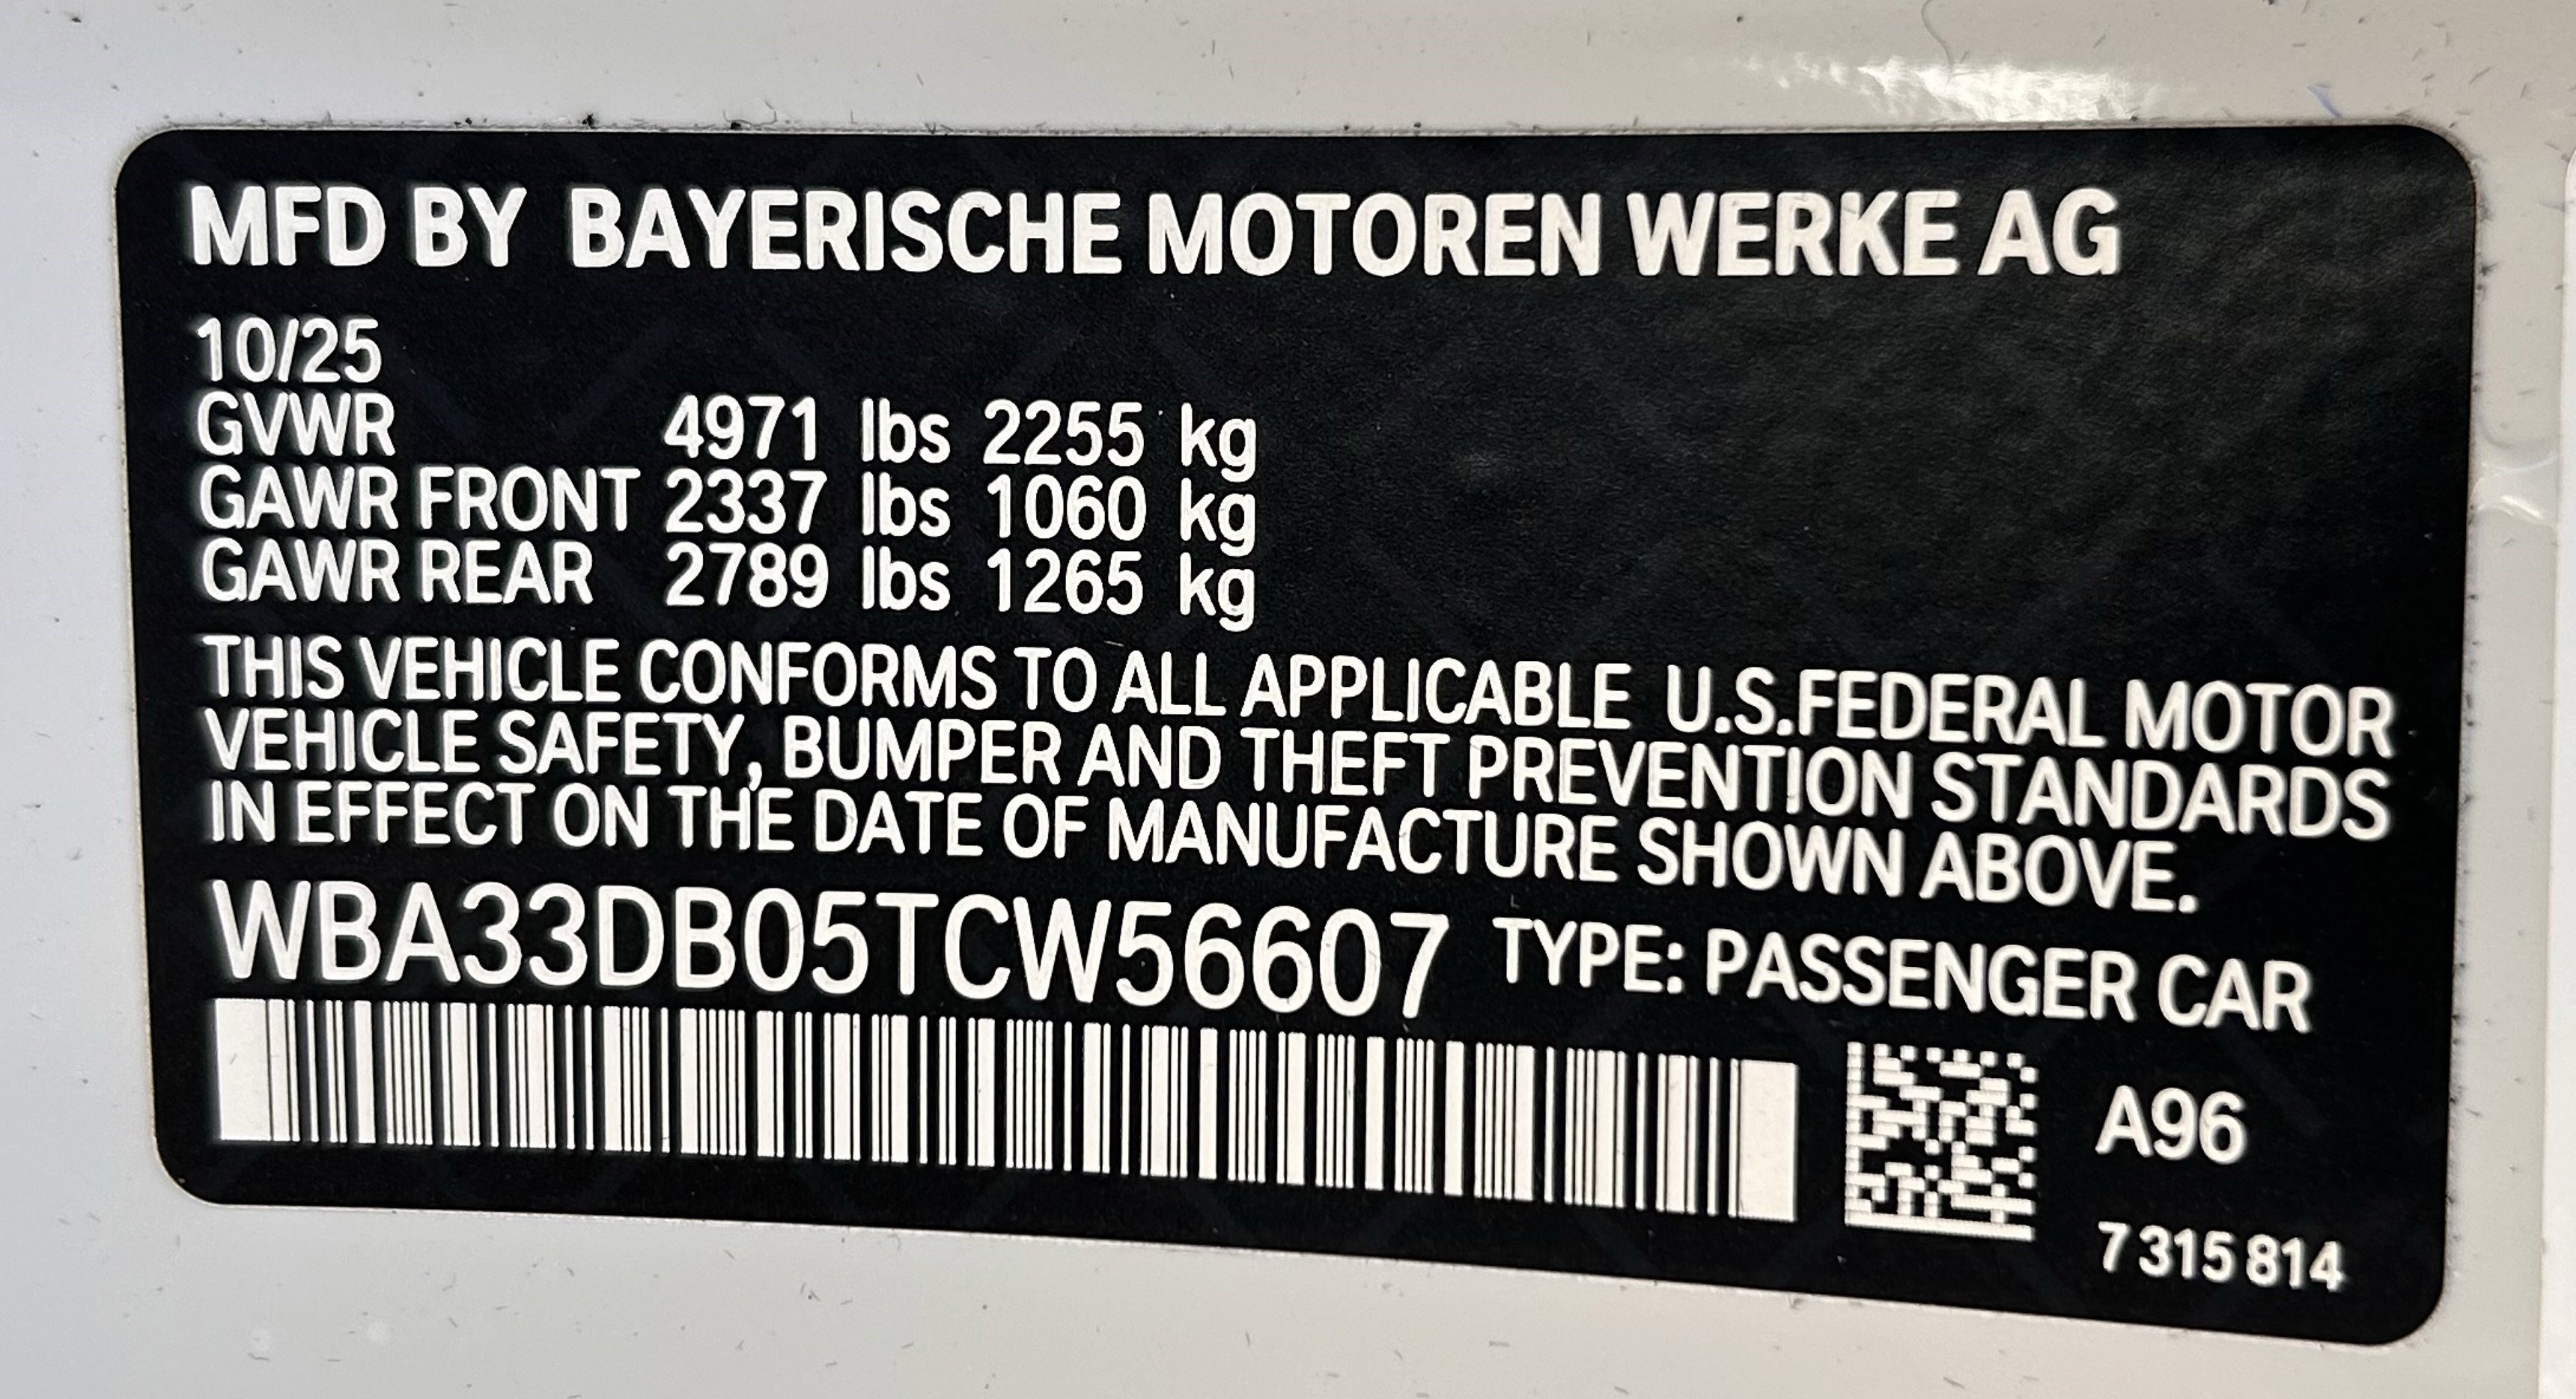 MFD BY BAYERISCHE MOTOREN WERKE AG
10/25
GVWR 4971 lbs 2255 kg
GAWR FRONT 2337 lbs 1060 kg
GAWR REAR 2789 lbs 1265 kg
THIS VEHICLE CONFORMS TO ALL APPLICABLE U.S.FEDERAL MOTOR
VEHICLE SAFETY, BUMPER AND THEFT PREVENTION STANDARDS
IN EFFECT ON THE DATE OF MANUFACTURE SHOWN ABOVE.
WBA33DB05TCW56607 TYPE: PASSENGER CAR
A96
7 315 814